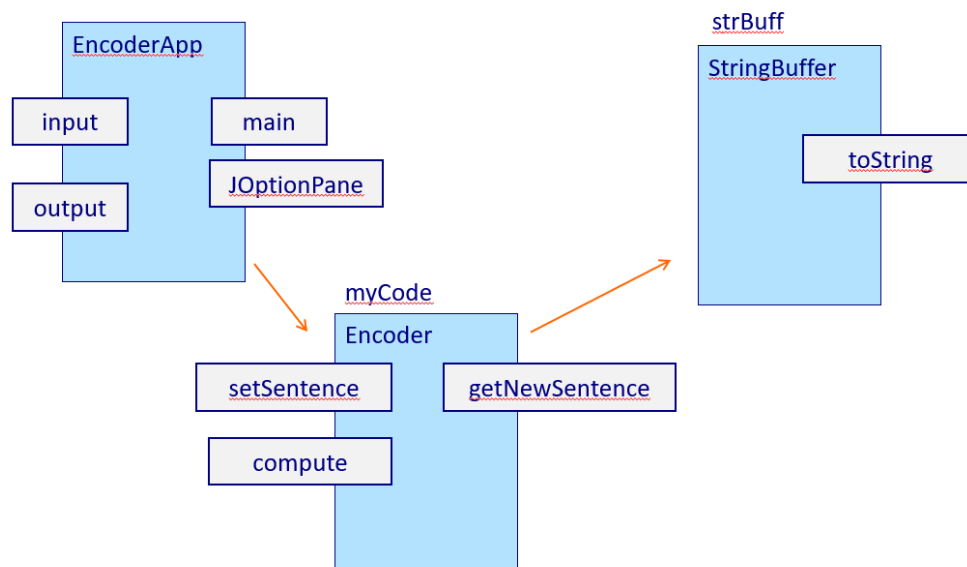 EncoderApp
input
main
JOptionPane
output
strBuff
StringBuffer
toString
myCode
Encoder
setSentence
getNewSentence
compute